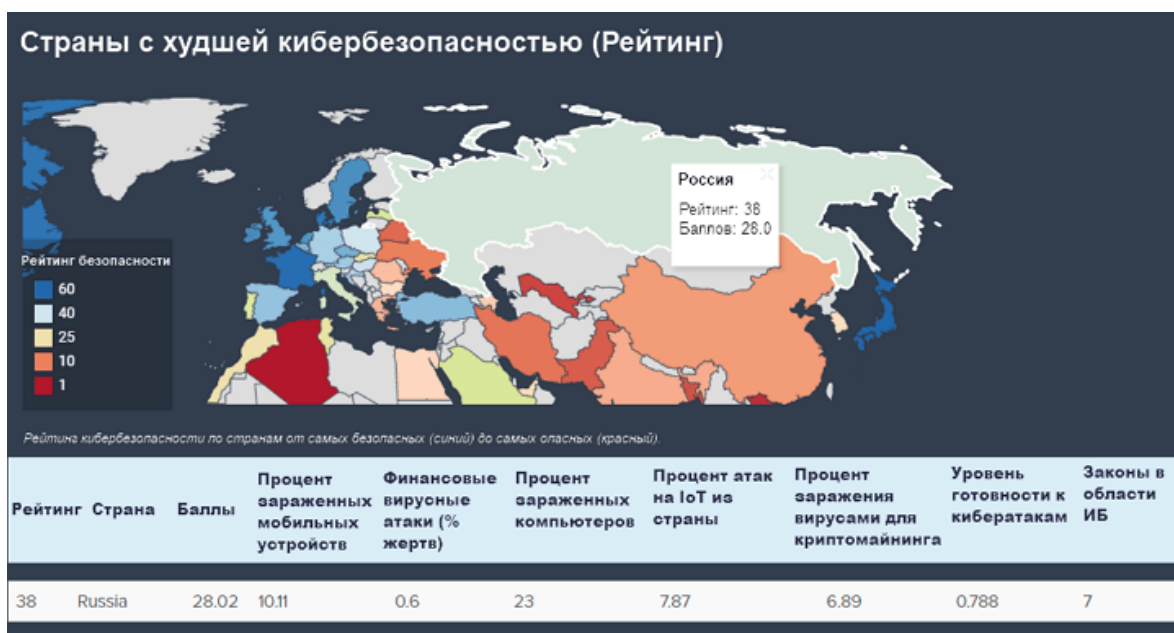 Страны с худшей кибербезопасностью (Рейтинг)
Россия
Рейтинг: 38
Баллов: 28.0
Рейтинг безопасности
60
40
25
10
1
Рейтинг кибербезопасности по странам от самых безопасных (синий) до самых опасных (красный).
Рейтинг
Страна
Баллы
Процент
зараженных
мобильных
устройств
Финансовые
вирусные
атаки (%
жертв)
Процент
зараженных
компьютеров
Процент атак
на IoT из
страны
Процент
заражения
вирусами для
криптомайнинга
Уровень
готовности к
кибератакам
Законы в
области
ИБ
38 Russia 28.02 10.11 0.6 23 7.87 6.89 0.788 7